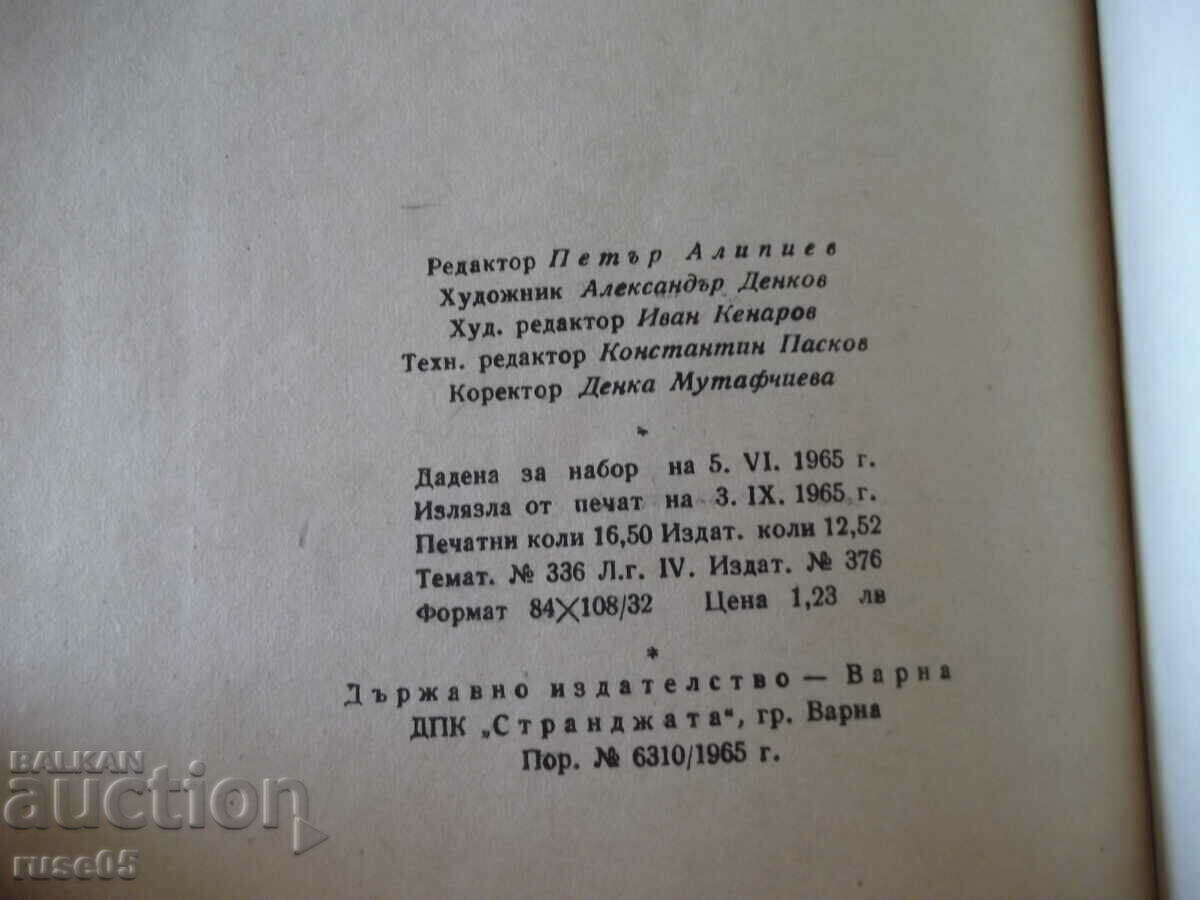 Редактор Петър Алипиев
Художник Александър Денков
Худ. редактор Иван Кенаров
Техн. редактор Константин Пасков
Коректор Денка Мутафчиева
*
Дадена за набор на 5. VI. 1965 г.
Излязла от печат на 3. IX. 1965 г.
Печатни коли 16,50 Издат. коли 12,52
Темат. № 336 Л.г. IV. Издат. № 376
Формат 84×108/32 Цена 1,23 лв
*
Държавно издателство — Варна
ДПК „Странджата“, гр. Варна
Пор. № 6310/1965 г.
BALKAN
auction
ruse05